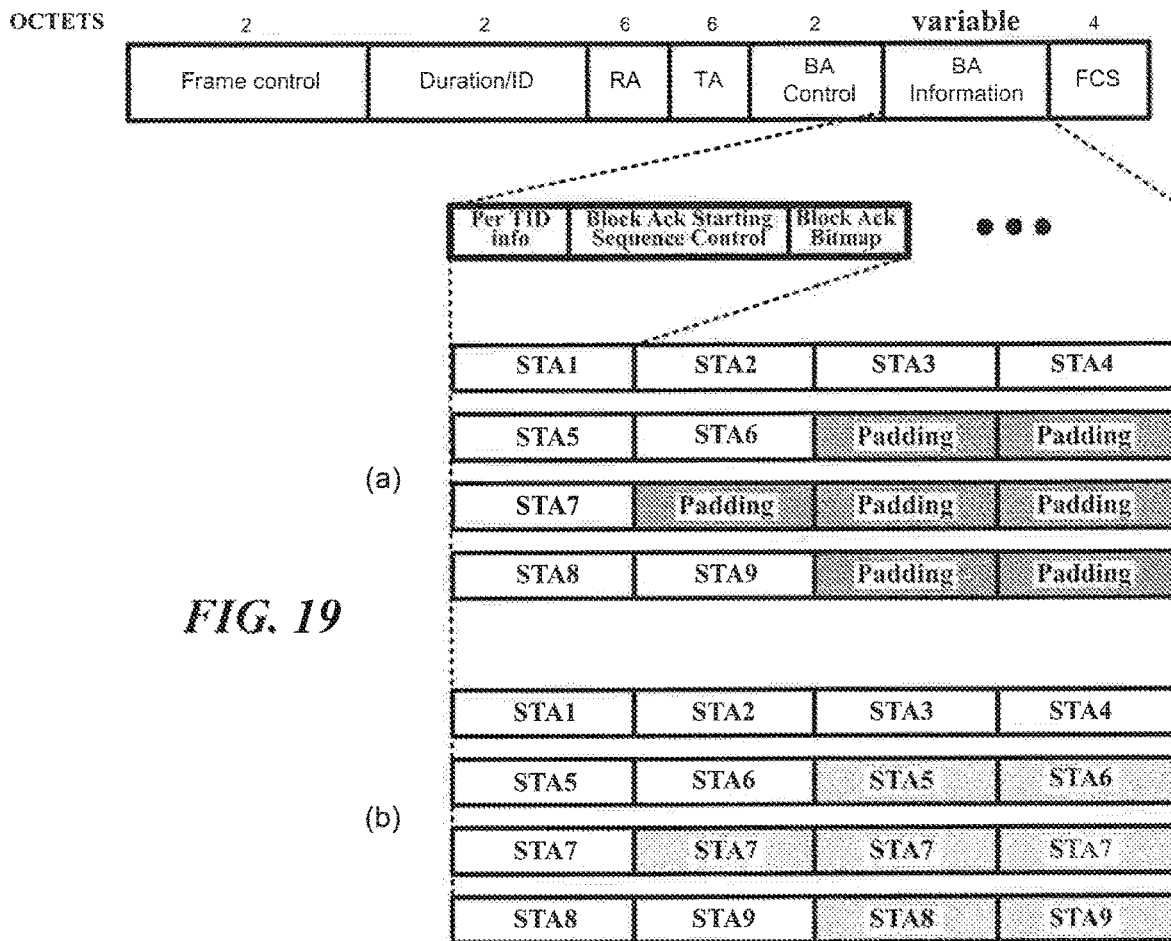 OCTETS 2 2 6 6 2 variable 4
Frame control Duration/ID RA TA BA Control BA Information FCS
Per TID info Block Ack Starting Sequence Control Block Ack Bitmap
STA1 STA2 STA3 STA4
STA5 STA6 Padding Padding
(a)
STA7 Padding Padding Padding
STA8 STA9 Padding Padding
FIG. 19
STA1 STA2 STA3 STA4
STA5 STA6 STA5 STA6
(b)
STA7 STA7 STA7 STA7
STA8 STA9 STA8 STA9